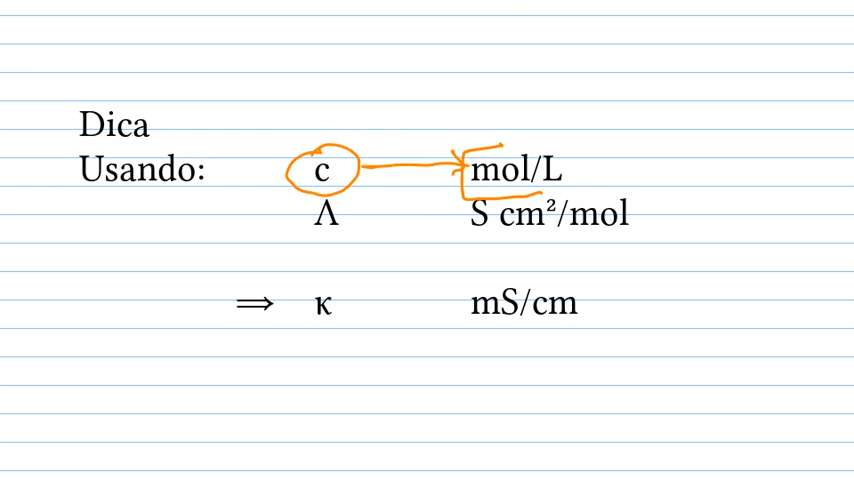 Dica
Usando: c mol/L
Λ S cm²/mol
⟹ κ mS/cm